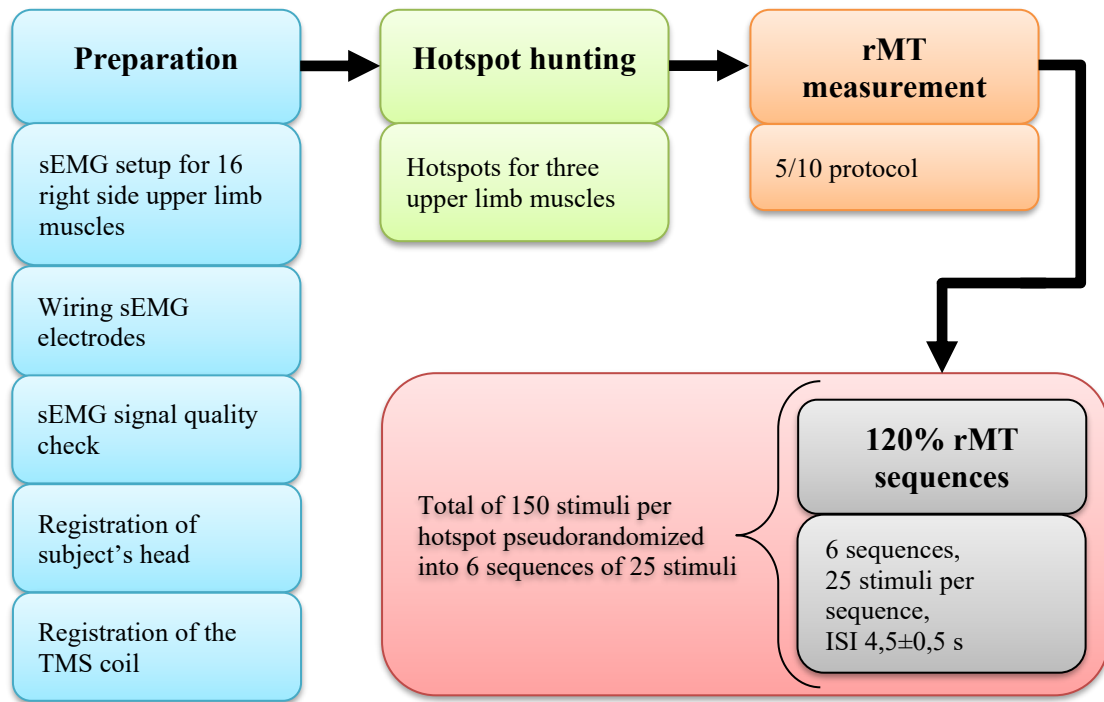 Preparation
sEMG setup for 16
right side upper limb
muscles
Wiring sEMG
electrodes
sEMG signal quality
check
Registration of
subject’s head
Registration of the
TMS coil
Hotspot hunting
Hotspots for three
upper limb muscles
rMT
measurement
5/10 protocol
Total of 150 stimuli per
hotspot pseudorandomized
into 6 sequences of 25 stimuli
120% rMT
sequences
6 sequences,
25 stimuli per
sequence,
ISI 4,5±0,5 s